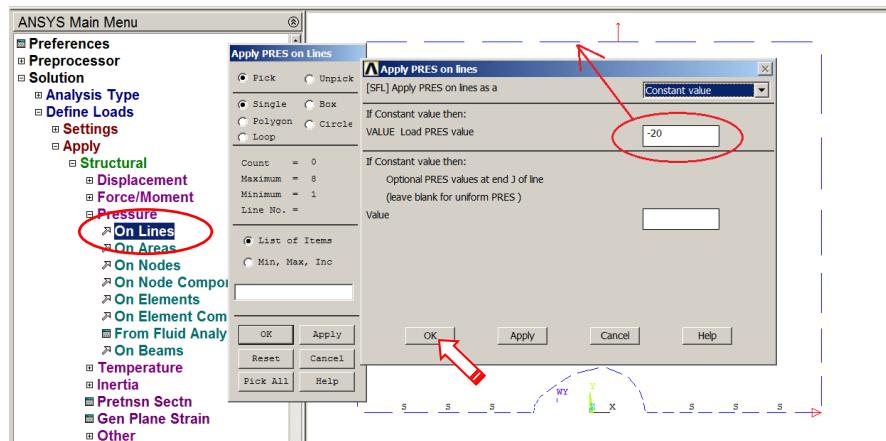 ANSYS Main Menu
Preferences
Preprocessor
Solution
Analysis Type
Define Loads
Settings
Apply
Structural
Displacement
Force/Moment
Pressure
On Lines
On Areas
On Nodes
On Node Compo
On Elements
On Element Com
From Fluid Analy
On Beams
Temperature
Inertia
Pretnsn Sectn
Gen Plane Strain
Other
Apply PRES on Lines
Pick Unpick
Single Box
Polygon Circle
Loop
Count = 0
Maximum = 8
Minimum = 1
Line No. =
List of Items
Min, Max, Inc
OK Apply
Reset Cancel
Pick All Help
Apply PRES on lines
[SFL] Apply PRES on lines as a Constant value
If Constant value then:
VALUE Load PRES value -20
If Constant value then:
Optional PRES values at end J of line
(leave blank for uniform PRES )
Value
OK Apply Cancel Help
WY Y
S S S X S S S